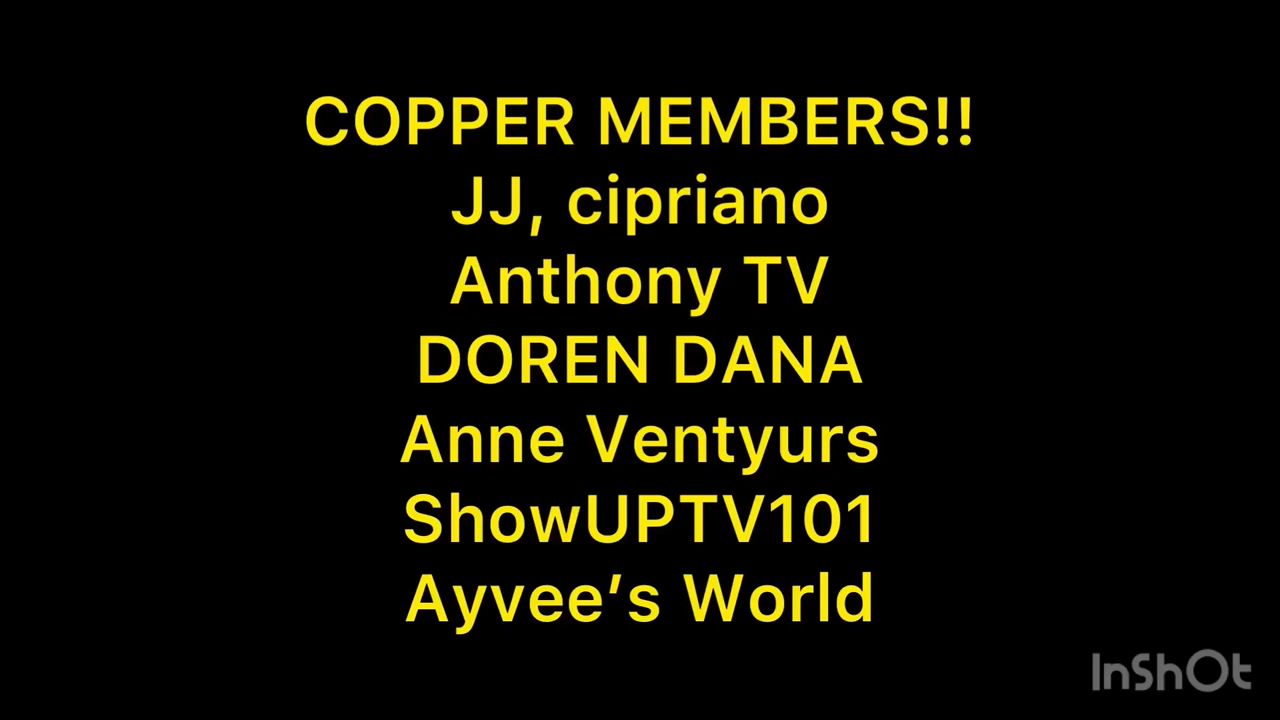 COPPER MEMBERS!!
JJ, cipriano
Anthony TV
DOREN DANA
Anne Ventyurs
ShowUPTV101
Ayvee’s World
InShOt